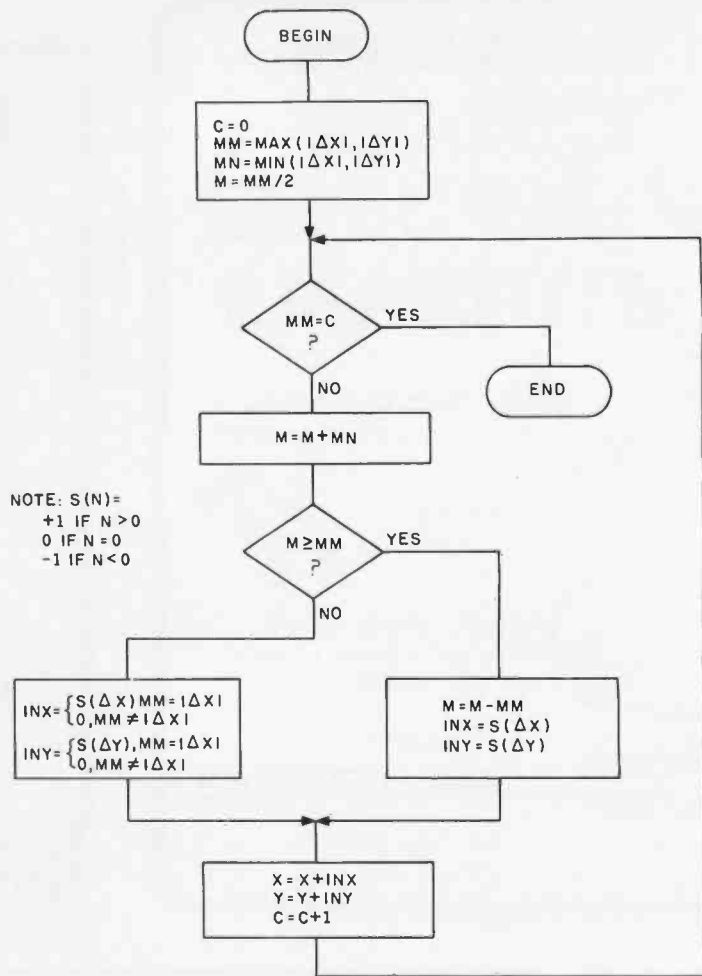 BEGIN
C=0
MM=MAX(|ΔX|,|ΔY|)
MN=MIN(|ΔX|,|ΔY|)
M=MM/2
MM=C
?
YES
END
NO
M=M+MN
NOTE: S(N)=
+1 IF N>0
0 IF N=0
-1 IF N<0
M≥MM
?
YES
NO
INX={S(ΔX)MM=|ΔX|
0,MM≠|ΔX|
INY={S(ΔY),MM=|ΔX|
0,MM≠|ΔX|
M=M-MM
INX=S(ΔX)
INY=S(ΔY)
X=X+INX
Y=Y+INY
C=C+1